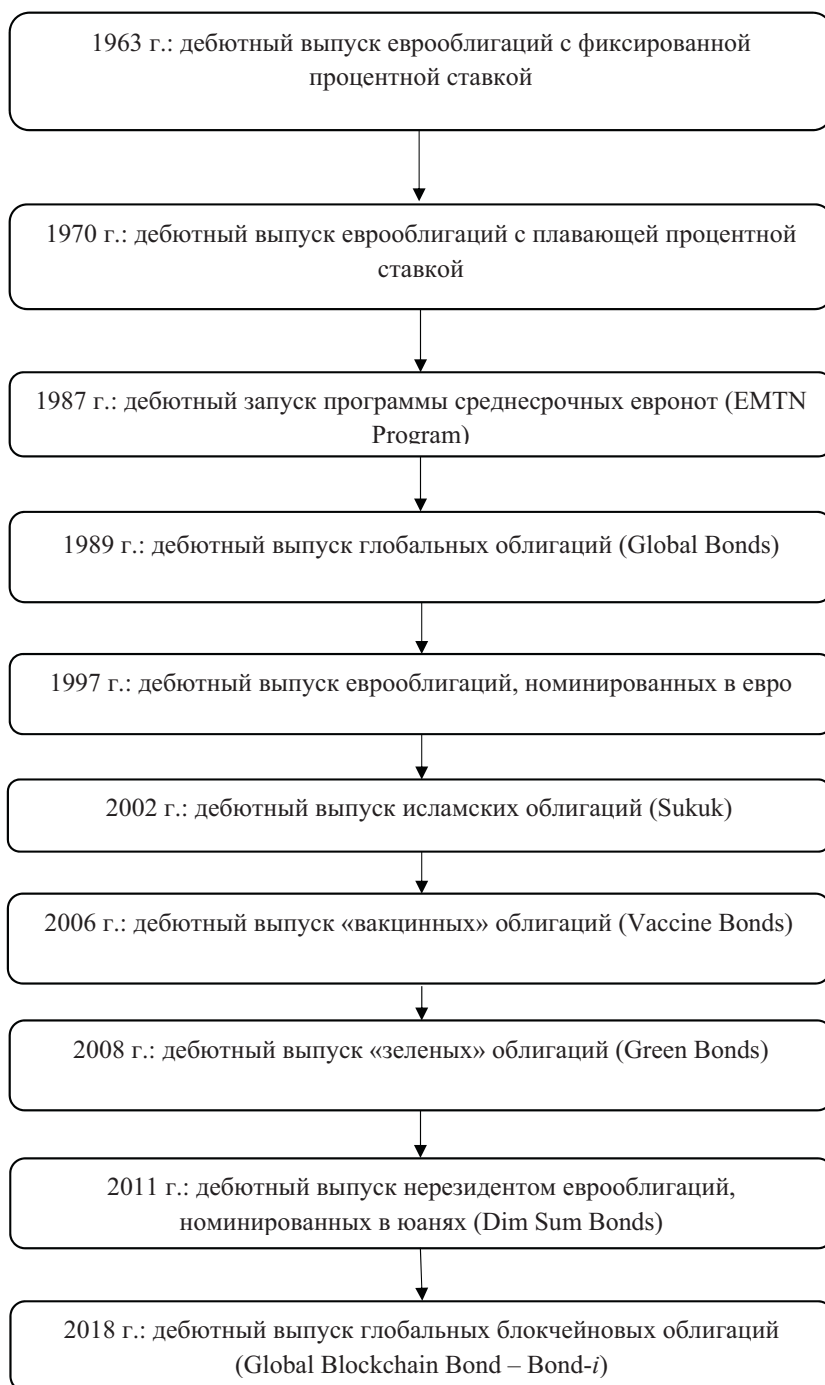 1963 г.: дебютный выпуск еврооблигаций с фиксированной
процентной ставкой
1970 г.: дебютный выпуск еврооблигаций с плавающей процентной
ставкой
1987 г.: дебютный запуск программы среднесрочных евронот (EMTN
Program)
1989 г.: дебютный выпуск глобальных облигаций (Global Bonds)
1997 г.: дебютный выпуск еврооблигаций, номинированных в евро
2002 г.: дебютный выпуск исламских облигаций (Sukuk)
2006 г.: дебютный выпуск «вакцинных» облигаций (Vaccine Bonds)
2008 г.: дебютный выпуск «зеленых» облигаций (Green Bonds)
2011 г.: дебютный выпуск нерезидентом еврооблигаций,
номинированных в юанях (Dim Sum Bonds)
2018 г.: дебютный выпуск глобальных блокчейновых облигаций
(Global Blockchain Bond – Bond-i)